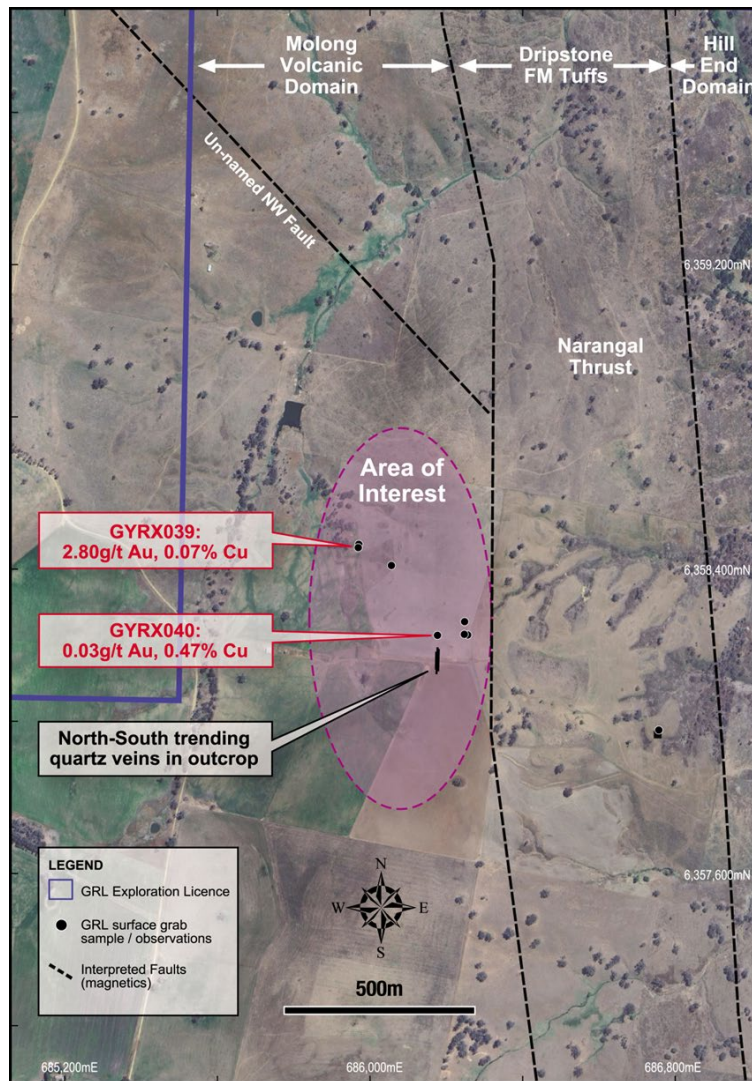 Molong
Volcanic
Domain
Dripstone
FM Tuffs
Hill
End
Domain
Un-named NW Fault
6,359,200mN
Narangal
Thrust
Area of
Interest
GYRX039:
2.80g/t Au, 0.07% Cu
6,358,400mN
GYRX040:
0.03g/t Au, 0.47% Cu
North-South trending
quartz veins in outcrop
LEGEND
GRL Exploration Licence
GRL surface grab
sample / observations
Interpreted Faults
(magnetics)
N
W
E
S
6,357,600mN
500m
685,200mE
686,000mE
686,800mE